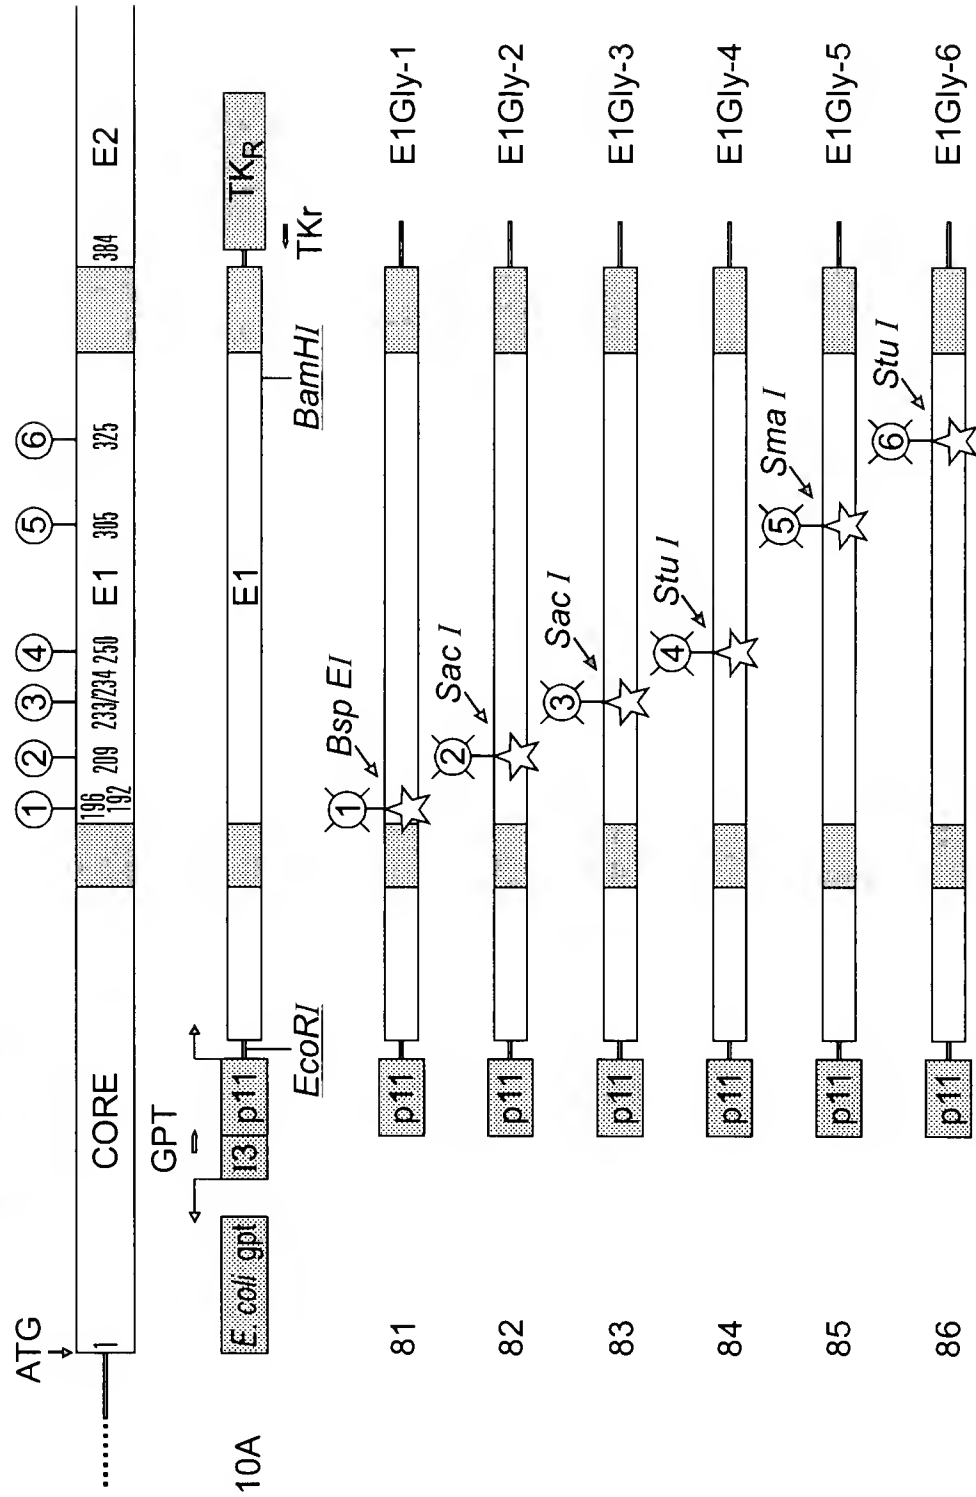 ATG
1 CORE 196 192 209 233/234 250 E1 305 325 384 E2
1 2 3 4 5 6
GPT
10A E. coli gpt I3 p11 E1 TKR
EcoRI BamHI TKr
81 p11 1 Bsp EI E1Gly-1
82 p11 2 Sac I E1Gly-2
83 p11 3 Sac I E1Gly-3
84 p11 4 Stu I E1Gly-4
85 p11 5 Sma I E1Gly-5
86 p11 6 Stu I E1Gly-6